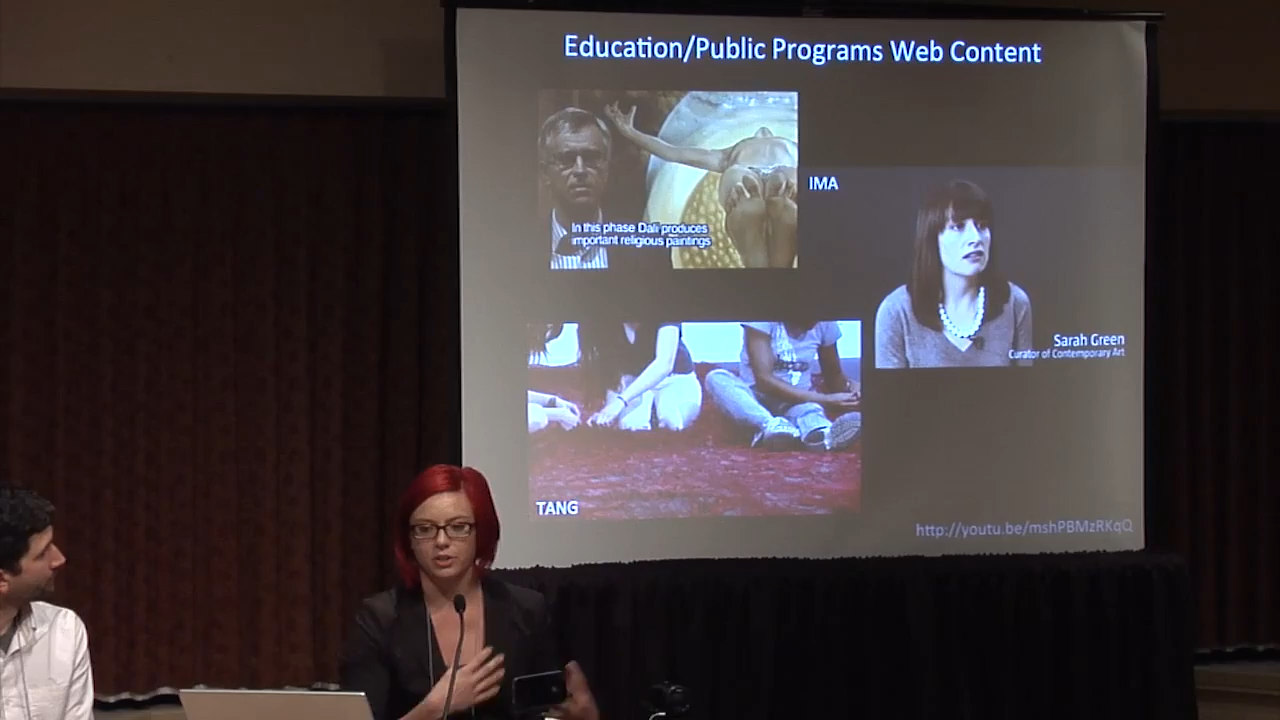 Education/Public Programs Web Content
In this phase Dalí produces
important religious paintings
IMA
Sarah Green
Curator of Contemporary Art
TANG
http://youtu.be/mshPBMzRKqQ